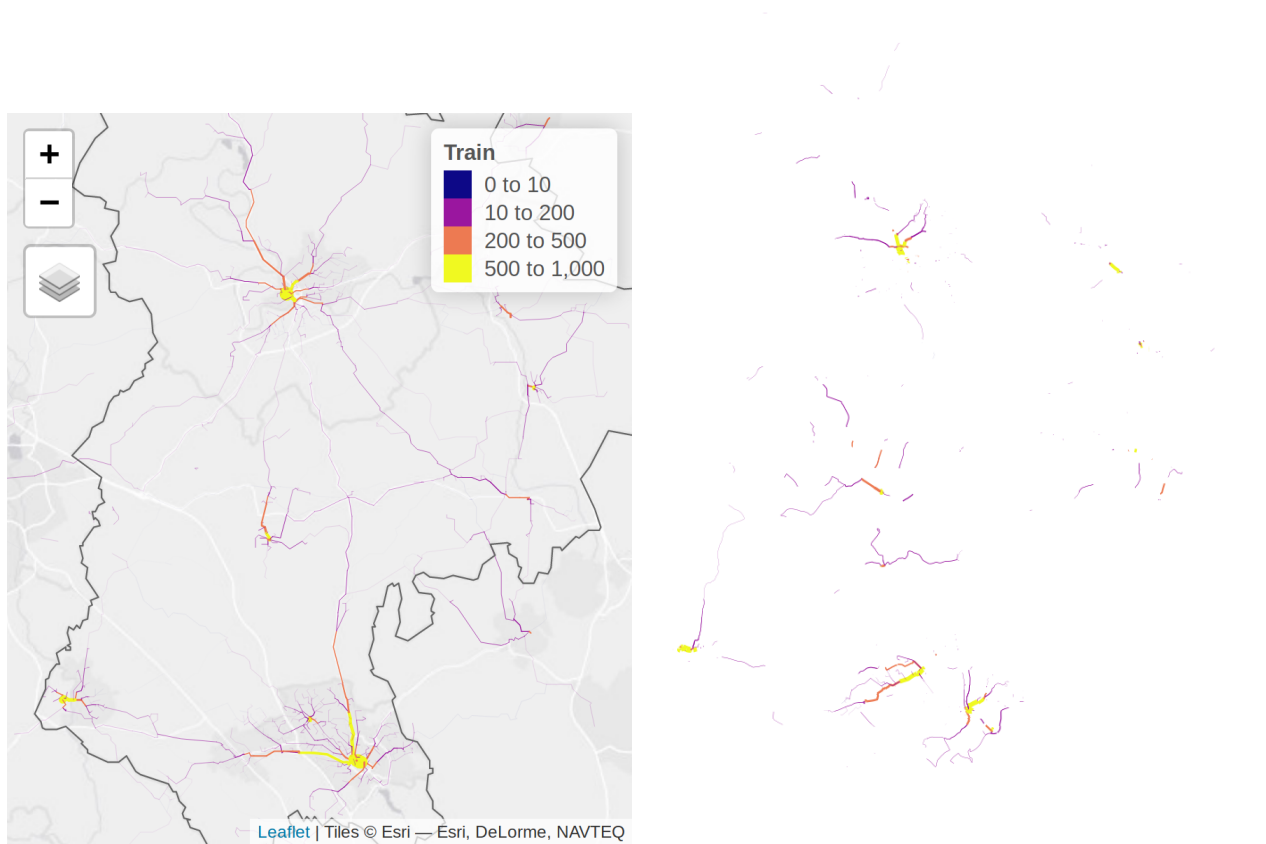 +
−
Train
0 to 10
10 to 200
200 to 500
500 to 1,000
Leaflet | Tiles © Esri — Esri, DeLorme, NAVTEQ